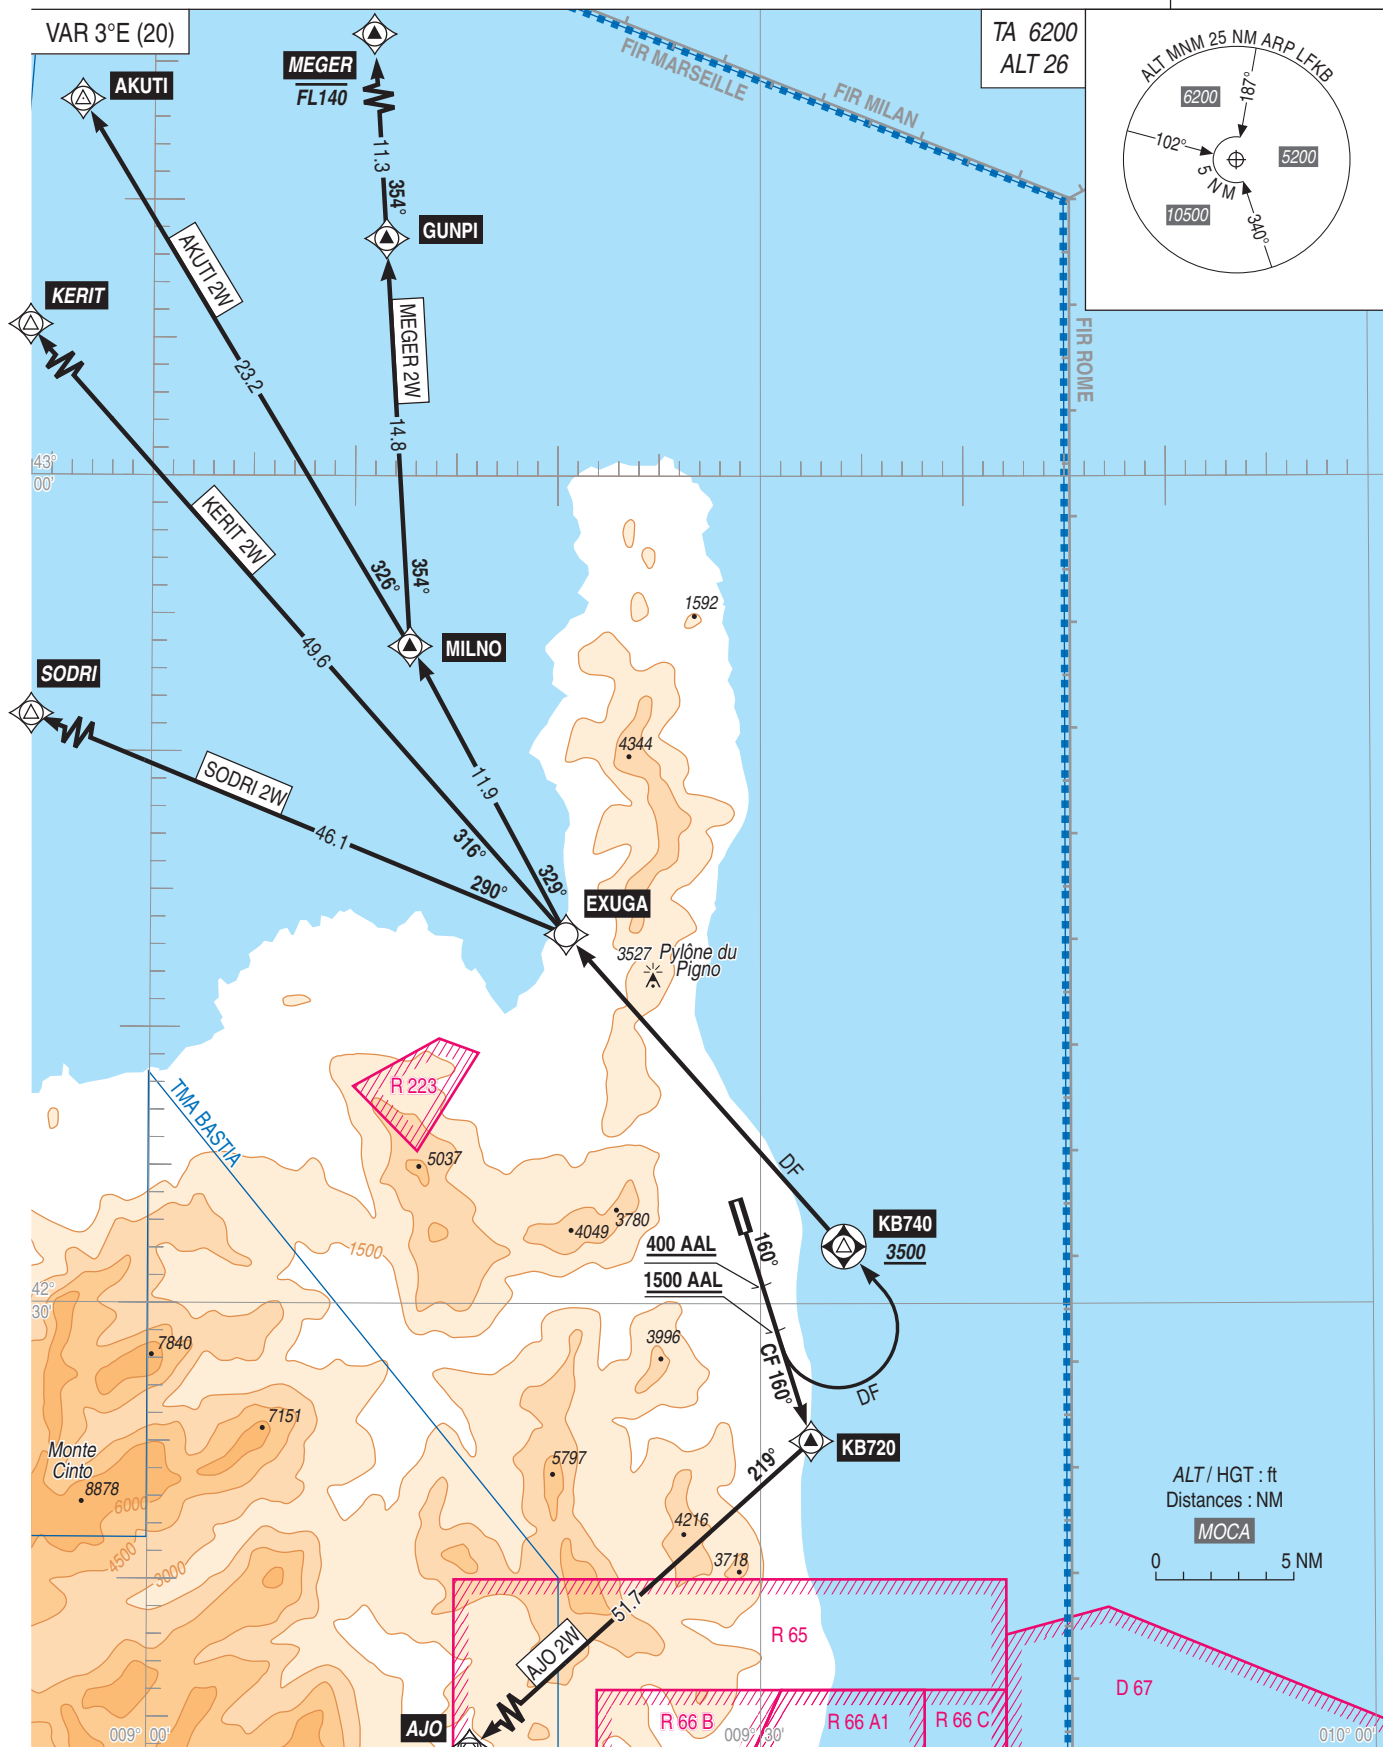 VAR 3°E (20)
TA 6200
ALT 26
ALT MNM 25 NM ARP LFKB
6200
187°
102°
5200
5 NM
10500
340°
AKUTI
MEGER
FL140
FIR MARSEILLE
FIR MILAN
11.3
354°
GUNPI
AKUTI 2W
KERIT
MEGER 2W
FIR ROME
23.2
14.8
43°
00'
KERIT 2W
326°
354°
1592
49.6
MILNO
SODRI
4344
SODRI 2W
11.9
46.1
316°
290°
329°
EXUGA
3527
Pylône du
Pigno
R 223
TMA BASTIA
5037
DF
3780
4049
KB740
3500
1500
160°
400 AAL
1500 AAL
42°
30'
7840
3996
CF 160°
DF
7151
KB720
Monte
Cinto
8878
5797
219°
6000
4216
ALT / HGT : ft
Distances : NM
MOCA
4500
3000
3718
0
5 NM
51.7
R 65
AJO 2W
D 67
AJO
R 66 B
R 66 A1
R 66 C
009° 00'
009° 30'
010° 00'